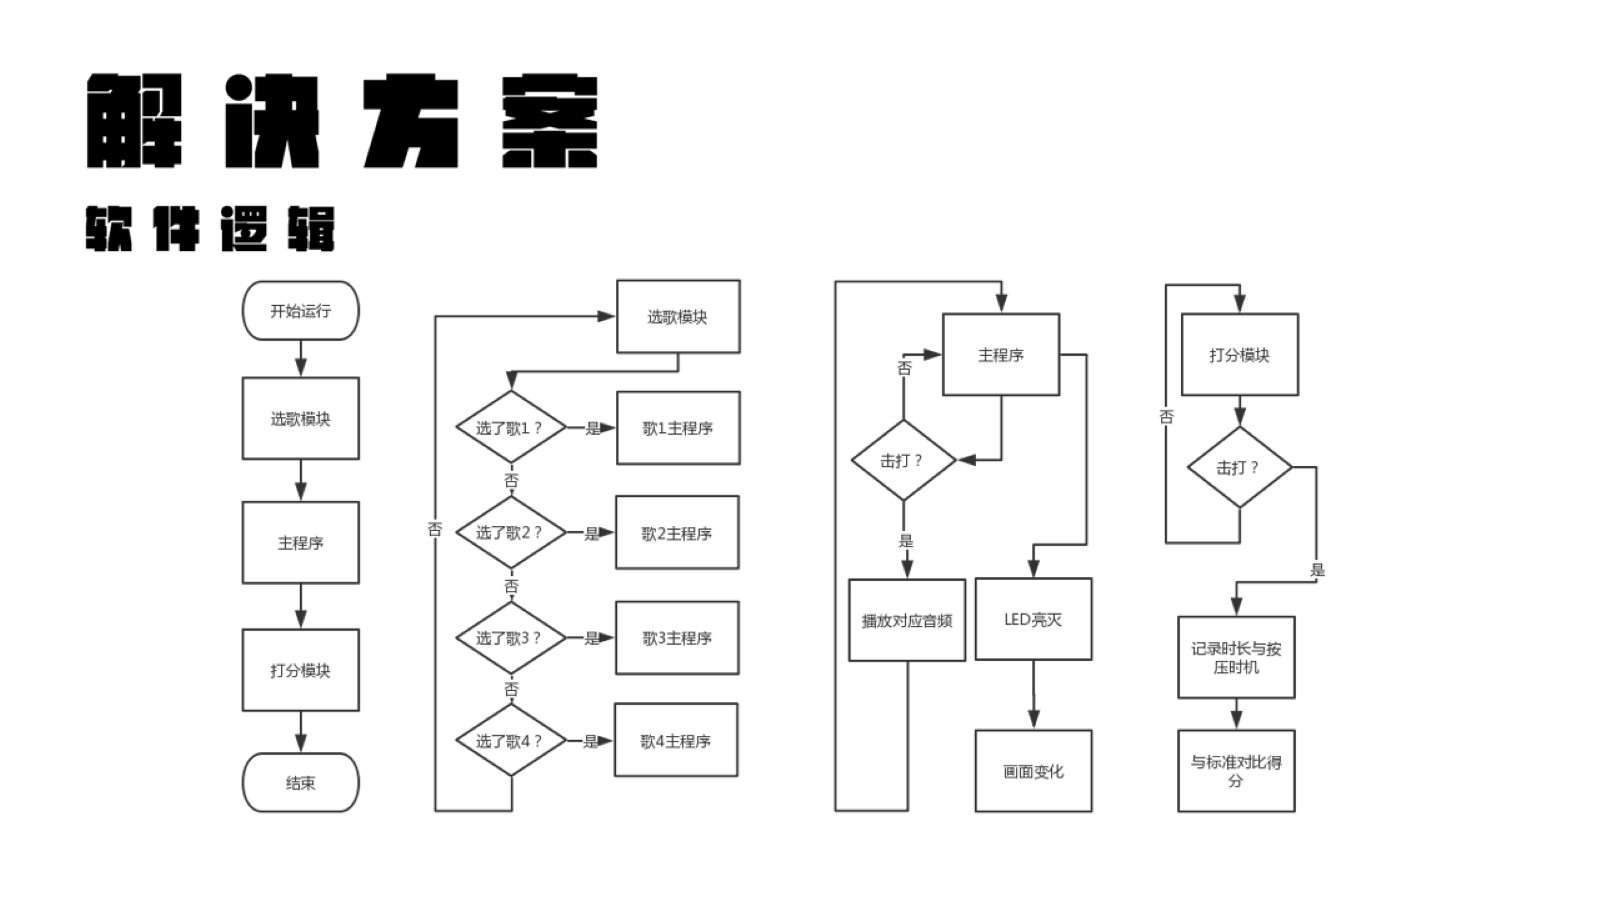 解决方案
软件逻辑
开始运行
选歌模块
主程序
打分模块
结束
选歌模块
选了歌1？
是
歌1主程序
否
选了歌2？
是
歌2主程序
否
选了歌3？
是
歌3主程序
否
选了歌4？
是
歌4主程序
否
主程序
否
击打？
是
播放对应音频
LED亮灭
画面变化
打分模块
否
击打？
是
记录时长与按
压时机
与标准对比得
分